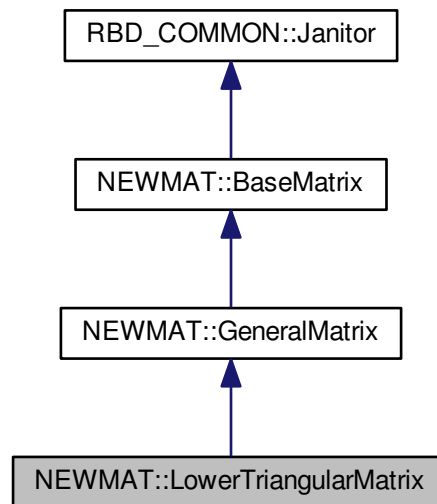 RBD_COMMON::Janitor
NEWMAT::BaseMatrix
NEWMAT::GeneralMatrix
NEWMAT::LowerTriangularMatrix